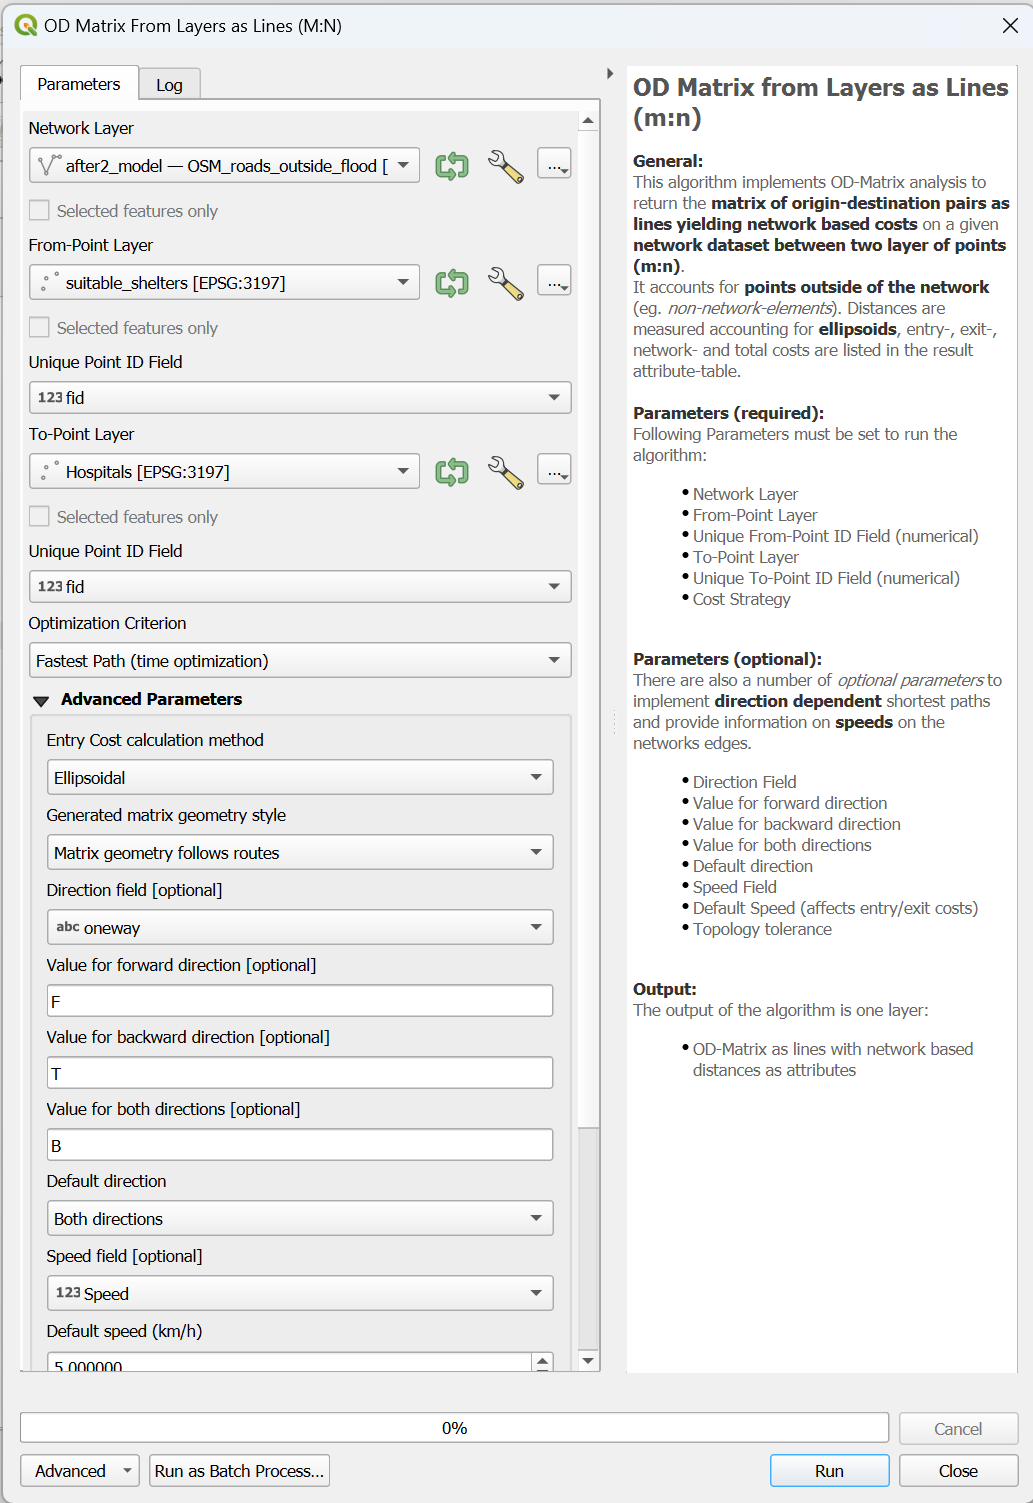 OD Matrix From Layers as Lines (M:N)
Parameters
Log
Network Layer
after2_model — OSM_roads_outside_flood [
...
Selected features only
From-Point Layer
suitable_shelters [EPSG:3197]
...
Selected features only
Unique Point ID Field
123 fid
To-Point Layer
Hospitals [EPSG:3197]
...
Selected features only
Unique Point ID Field
123 fid
Optimization Criterion
Fastest Path (time optimization)
Advanced Parameters
Entry Cost calculation method
Ellipsoidal
Generated matrix geometry style
Matrix geometry follows routes
Direction field [optional]
abc oneway
Value for forward direction [optional]
F
Value for backward direction [optional]
T
Value for both directions [optional]
B
Default direction
Both directions
Speed field [optional]
123 Speed
Default speed (km/h)
5.000000
OD Matrix from Layers as Lines
(m:n)
General:
This algorithm implements OD-Matrix analysis to
return the matrix of origin-destination pairs as
lines yielding network based costs on a given
network dataset between two layer of points
(m:n).
It accounts for points outside of the network
(eg. non-network-elements). Distances are
measured accounting for ellipsoids, entry-, exit-,
network- and total costs are listed in the result
attribute-table.
Parameters (required):
Following Parameters must be set to run the
algorithm:
• Network Layer
• From-Point Layer
• Unique From-Point ID Field (numerical)
• To-Point Layer
• Unique To-Point ID Field (numerical)
• Cost Strategy
Parameters (optional):
There are also a number of optional parameters to
implement direction dependent shortest paths
and provide information on speeds on the
networks edges.
• Direction Field
• Value for forward direction
• Value for backward direction
• Value for both directions
• Default direction
• Speed Field
• Default Speed (affects entry/exit costs)
• Topology tolerance
Output:
The output of the algorithm is one layer:
• OD-Matrix as lines with network based
distances as attributes
0%
Cancel
Advanced
Run as Batch Process...
Run
Close